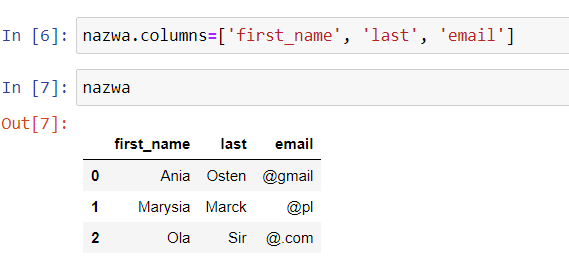 In [6]: nazwa.columns=['first_name', 'last', 'email']
In [7]: nazwa
Out[7]:
first_name last email
0 Ania Osten @gmail
1 Marysia Marck @pl
2 Ola Sir @.com